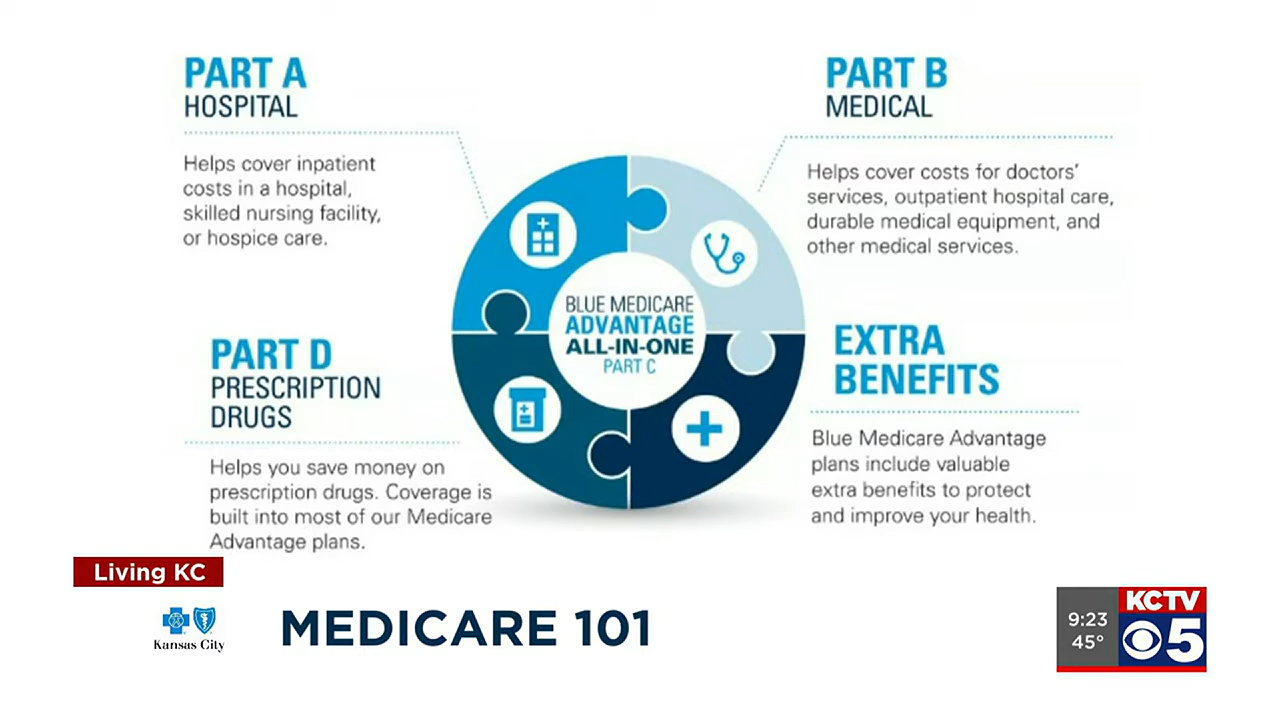 PART A
HOSPITAL
Helps cover inpatient
costs in a hospital,
skilled nursing facility,
or hospice care.
PART B
MEDICAL
Helps cover costs for doctors'
services, outpatient hospital care,
durable medical equipment, and
other medical services.
BLUE MEDICARE
ADVANTAGE
ALL-IN-ONE
PART C
PART D
PRESCRIPTION
DRUGS
Helps you save money on
prescription drugs. Coverage is
built into most of our Medicare
Advantage plans.
EXTRA
BENEFITS
Blue Medicare Advantage
plans include valuable
extra benefits to protect
and improve your health.
Living KC
Kansas City
MEDICARE 101
9:23
45°
KCTV
5